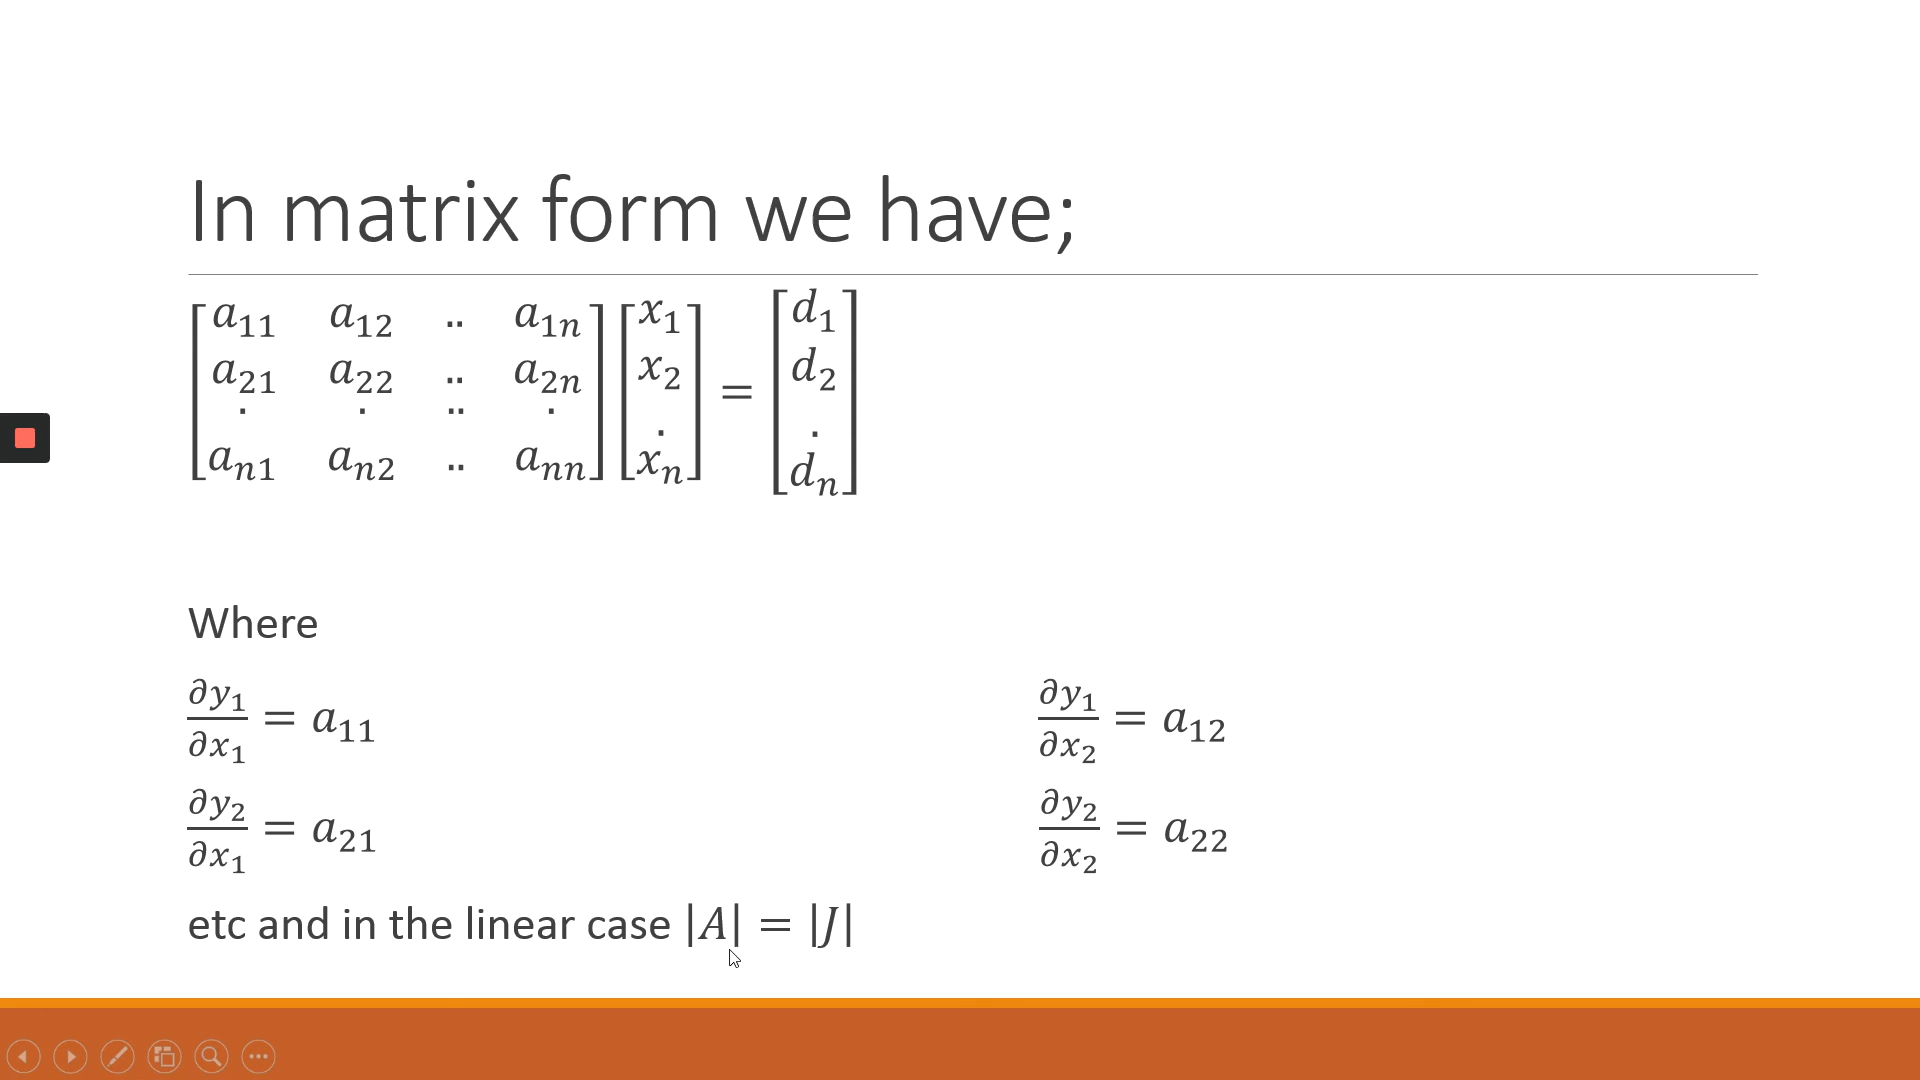 In matrix form we have;
[a₁₁ a₁₂ .. a₁ₙ] [x₁] = [d₁]
[a₂₁ a₂₂ .. a₂ₙ] [x₂] [d₂]
[. . .. .] [.] [.]
[aₙ₁ aₙ₂ .. aₙₙ] [xₙ] [dₙ]
Where
∂y₁/∂x₁ = a₁₁ ∂y₁/∂x₂ = a₁₂
∂y₂/∂x₁ = a₂₁ ∂y₂/∂x₂ = a₂₂
etc and in the linear case |A| = |J|